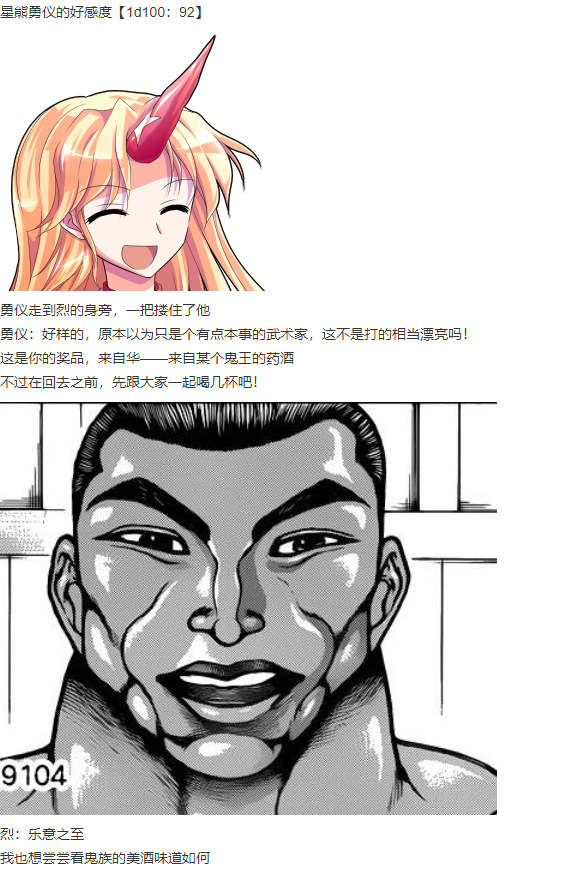 星熊勇仪的好感度【1d100：92】
勇仪走到烈的身旁，一把搂住了他
勇仪：好样的，原本以为只是个有点本事的武术家，这不是打的相当漂亮吗！
这是你的奖品，来自华——来自某个鬼王的药酒
不过在回去之前，先跟大家一起喝几杯吧！
9104
烈：乐意之至
我也想尝尝看鬼族的美酒味道如何